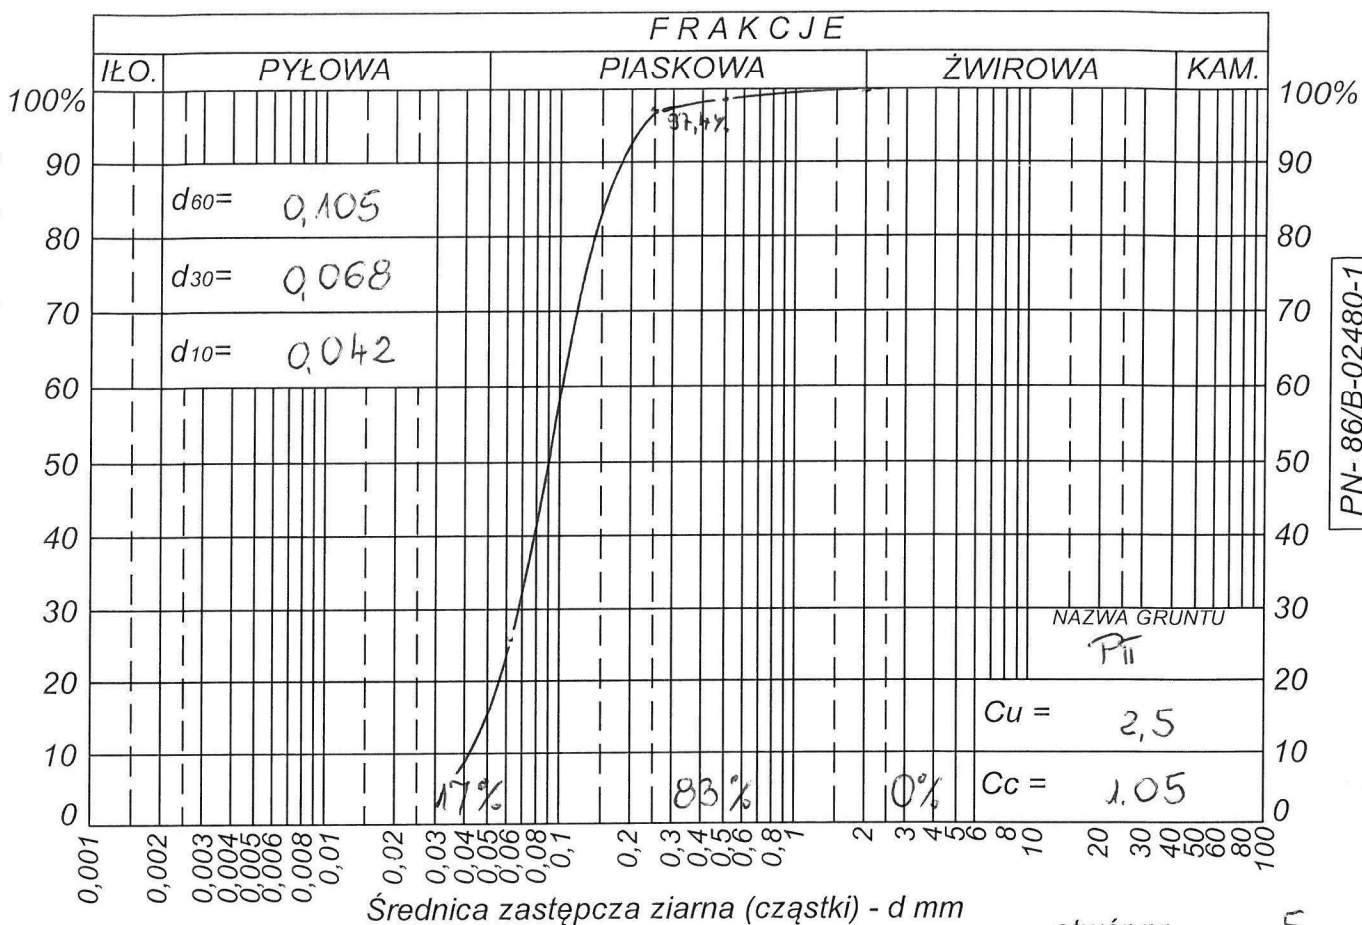 FRAKCJE
IŁO. PYŁOWA PIASKOWA ŻWIROWA KAM.
100% 100%
97,4%
90 90
d60= 0,105
80 80
d30= 0,068
70 70
d10= 0,042
60 60
50 50
40 40
30 30
NAZWA GRUNTU
Pπ
20 20
Cu = 2,5
10 10
17% 83% 0% Cc = 1.05
0 0
0,001 0,002 0,003 0,004 0,005 0,006 0,008 0,01 0,02 0,03 0,04 0,05 0,06 0,08 0,1 0,2 0,3 0,4 0,5 0,6 0,8 1 2 3 4 5 6 8 10 20 30 40 50 60 80 100
Średnica zastępcza ziarna (cząstki) - d mm
PN- 86/B-02480-1